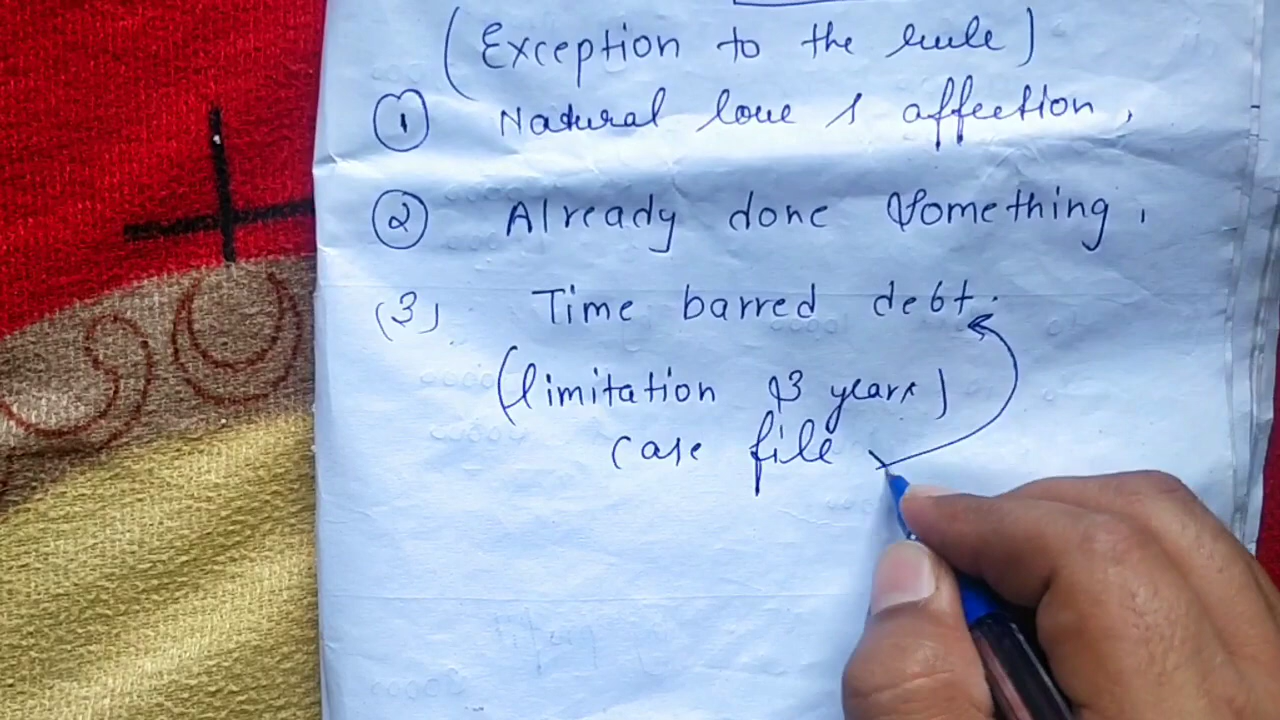 (Exception to the rule)
① Natural love & affection,
② Already done something,
(3) Time barred debt.
(limitation 3 years)
case file